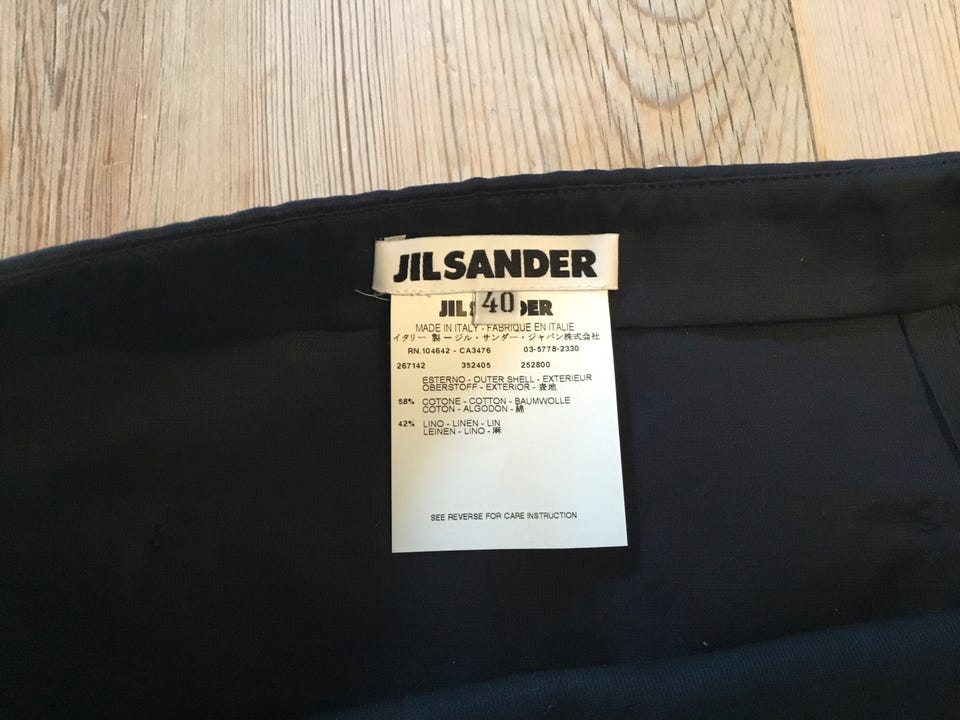 JIL SANDER
40
MADE IN ITALY - FABRIQUE EN ITALIE
イタリー 製 ージル・サンダー・ジャパン株式会社
RN.104642 - CA3476 03-5778-2330
267142 352405 252800
ESTERNO - OUTER SHELL - EXTERIEUR
OBERSTOFF - EXTERIOR - 表地
58% COTONE - COTTON - BAUMWOLLE
COTON - ALGODON - 綿
42% LINO - LINEN - LIN
LEINEN - LINO - 麻
SEE REVERSE FOR CARE INSTRUCTION